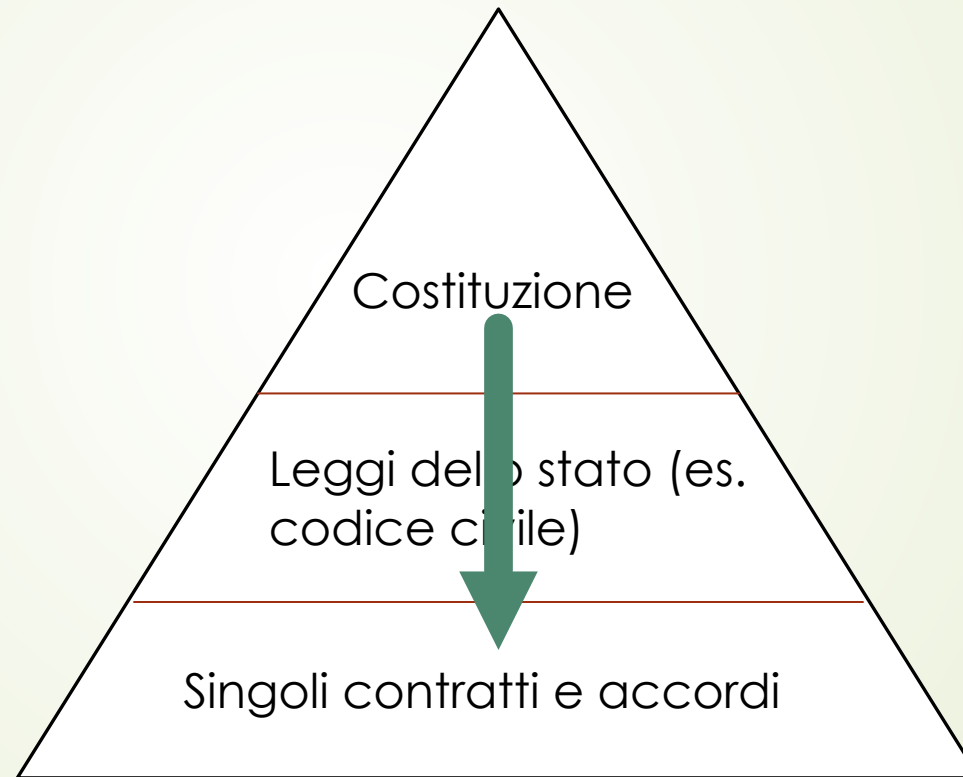 Costituzione
Leggi dello stato (es.
codice civile)
Singoli contratti e accordi